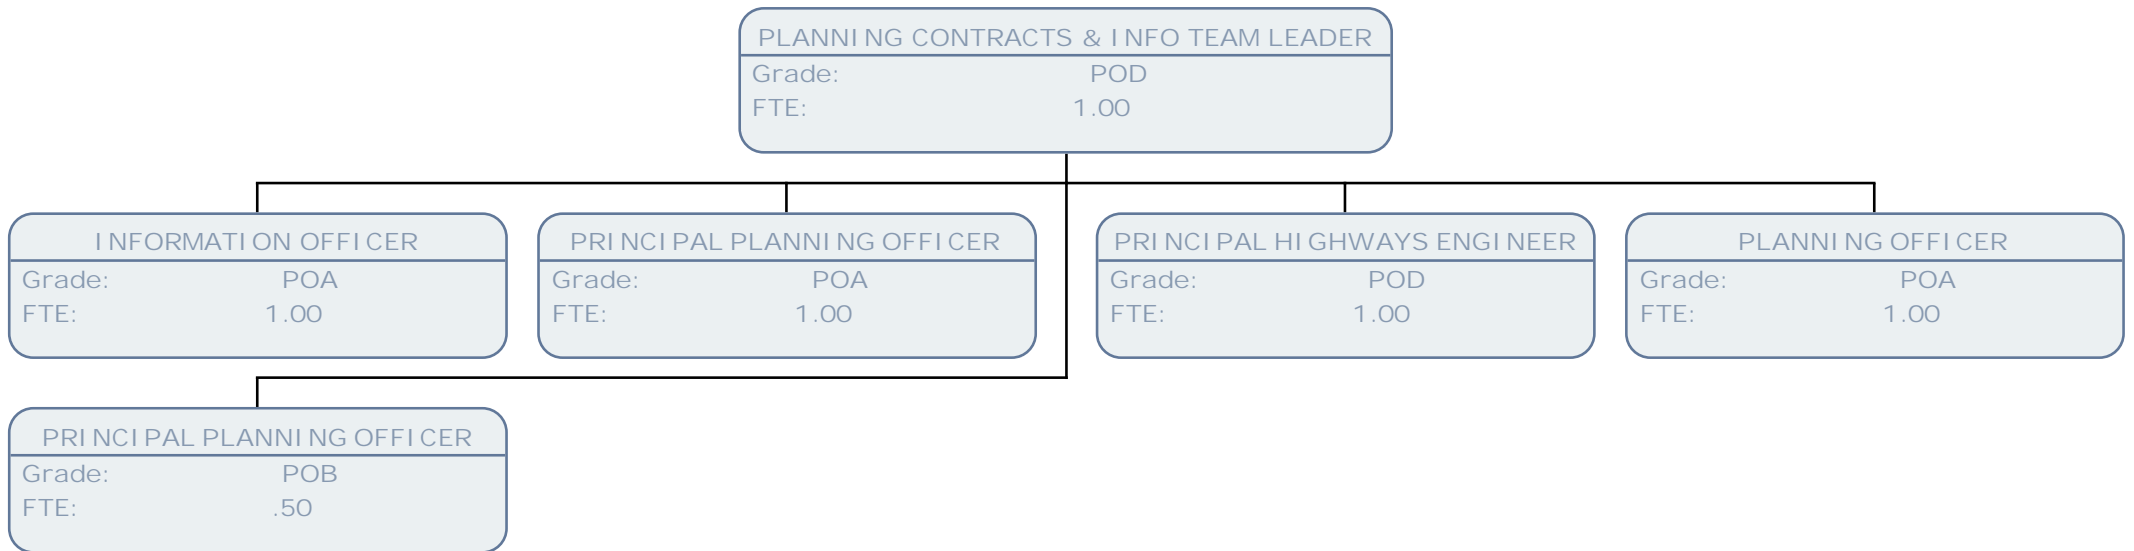 PLANNING CONTRACTS & INFO TEAM LEADER
Grade: POD
FTE: 1.00
INFORMATION OFFICER
Grade: POA
FTE: 1.00
PRINCIPAL PLANNING OFFICER
Grade: POA
FTE: 1.00
PRINCIPAL HIGHWAYS ENGINEER
Grade: POD
FTE: 1.00
PLANNING OFFICER
Grade: POA
FTE: 1.00
PRINCIPAL PLANNING OFFICER
Grade: POB
FTE: .50